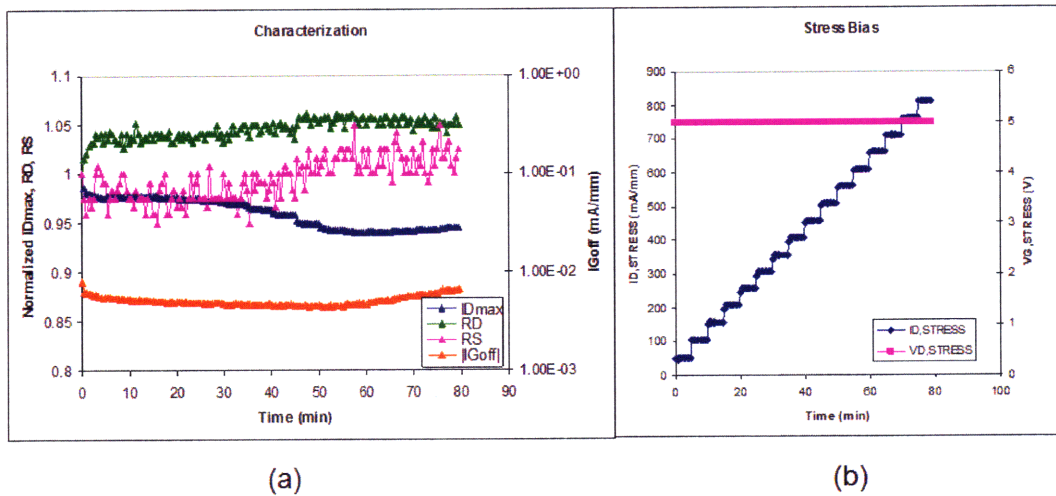 Characterization
1.1
1.05
1
0.95
0.9
0.85
0.8
Normalized IDmax, RD, RS
1.00E+00
1.00E-01
1.00E-02
1.00E-03
IGoff (mA/mm)
IDmax
RD
RS
|IGoff|
0 10 20 30 40 50 60 70 80 90
Time (min)
(a)
Stress Bias
900
800
700
600
500
400
300
200
100
0
ID,STRESS (mA/mm)
6
5
4
3
2
1
0
VG,STRESS (V)
ID,STRESS
VD,STRESS
0 20 40 60 80 100
Time (min)
(b)